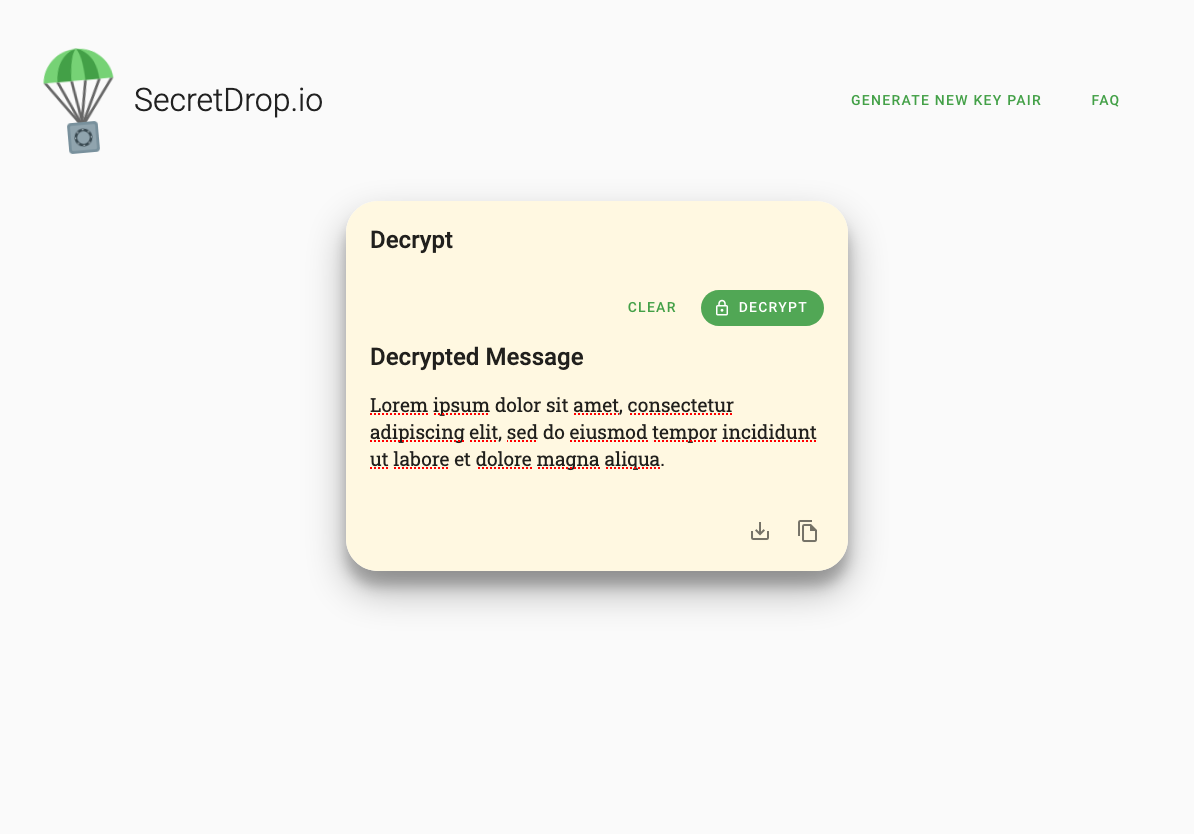 SecretDrop.io
GENERATE NEW KEY PAIR
FAQ
Decrypt
CLEAR
DECRYPT
Decrypted Message
Lorem ipsum dolor sit amet, consectetur
adipiscing elit, sed do eiusmod tempor incididunt
ut labore et dolore magna aliqua.